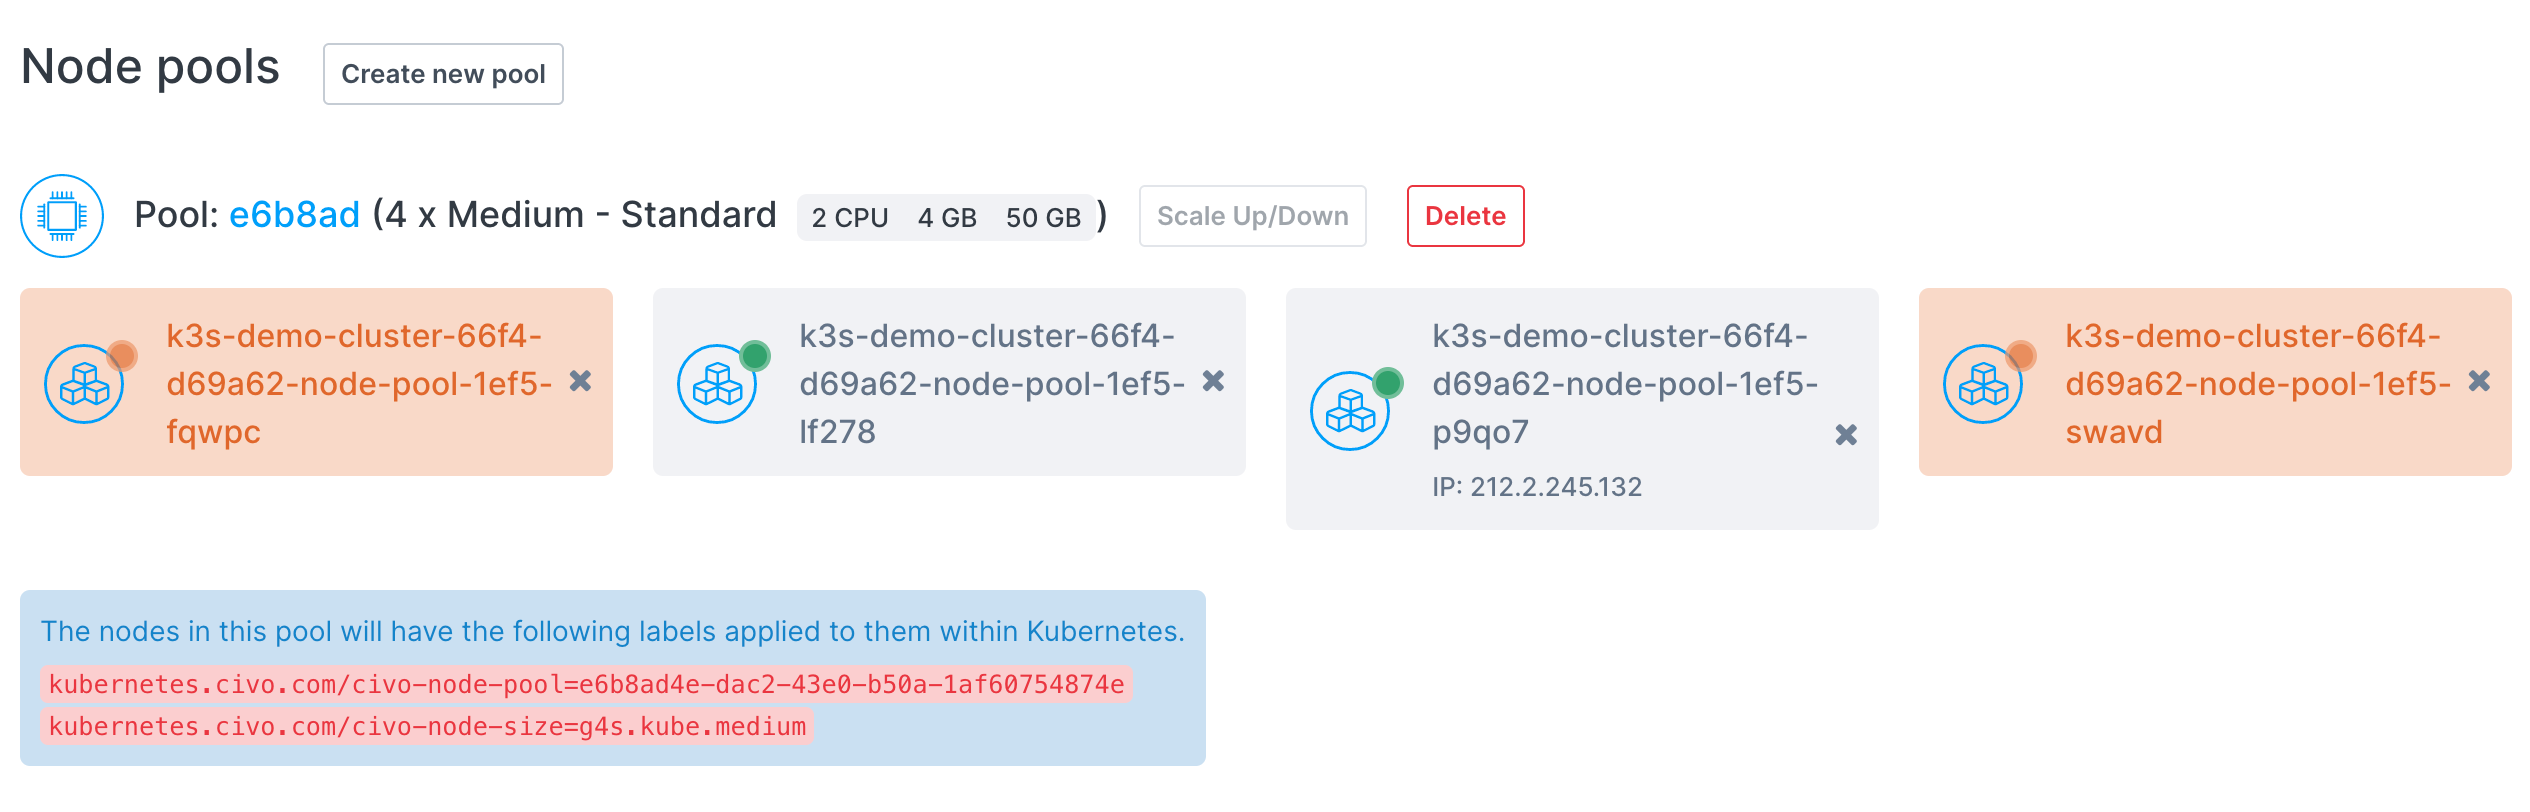 Node pools
Create new pool
Pool: e6b8ad (4 x Medium - Standard 2 CPU 4 GB 50 GB)
Scale Up/Down
Delete
k3s-demo-cluster-66f4-
d69a62-node-pool-1ef5-
fqwpc
k3s-demo-cluster-66f4-
d69a62-node-pool-1ef5-
lf278
k3s-demo-cluster-66f4-
d69a62-node-pool-1ef5-
p9qo7
IP: 212.2.245.132
k3s-demo-cluster-66f4-
d69a62-node-pool-1ef5-
swavd
The nodes in this pool will have the following labels applied to them within Kubernetes.
kubernetes.civo.com/civo-node-pool=e6b8ad4e-dac2-43e0-b50a-1af60754874e
kubernetes.civo.com/civo-node-size=g4s.kube.medium